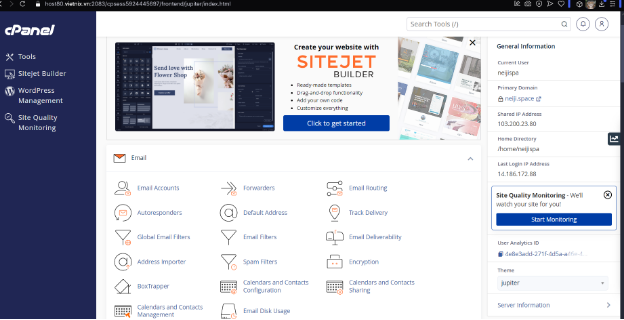 host80.vietnix.vn:2083/cpsess5924445697/frontend/jupiter/index.html
cPanel
Search Tools (/)
Tools
Sitejet Builder
WordPress
Management
Site Quality
Monitoring
Send love with
Flower Shop
Create your website with
SITEJET
BUILDER
Ready-made templates
Drag-and-drop functionality
Add your own code
Customize everything
Click to get started
Email
Email Accounts
Forwarders
Email Routing
Autoresponders
Default Address
Track Delivery
Global Email Filters
Email Filters
Email Deliverability
Address Importer
Spam Filters
Encryption
BoxTrapper
Calendars and Contacts
Configuration
Calendars and Contacts
Sharing
Calendars and Contacts
Management
Email Disk Usage
General Information
Current User
neijispa
Primary Domain
neiji.space
Shared IP Address
103.200.23.80
Home Directory
/home/neijispa
Last Login IP Address
14.186.172.88
Site Quality Monitoring - We'll
watch your site for you!
Start Monitoring
User Analytics ID
Theme
jupiter
Server Information